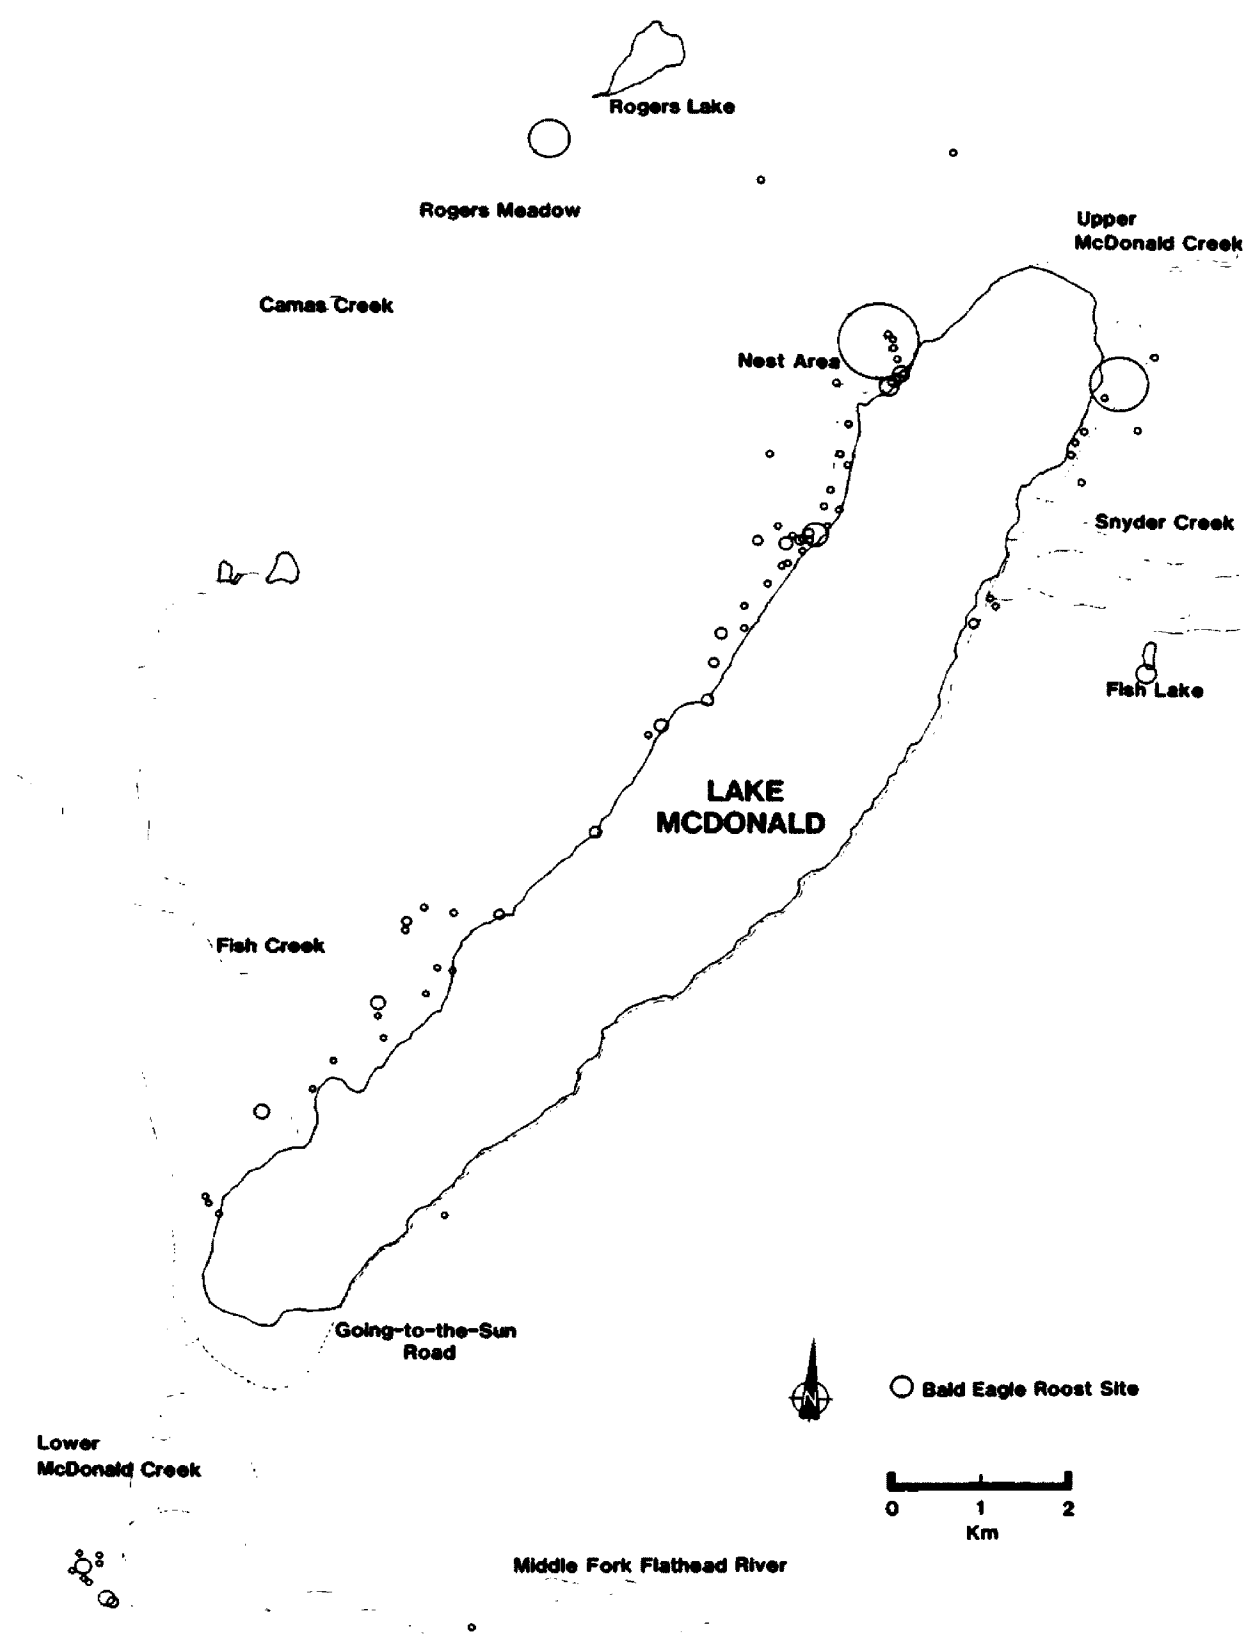 Rogers Lake
Rogers Meadow
Upper
McDonald Creek
Camas Creek
Nest Area
Snyder Creek
Fish Lake
LAKE
MCDONALD
Fish Creek
Going-to-the-Sun
Road
N
Bald Eagle Roost Site
Lower
McDonald Creek
0 1 2
Km
Middle Fork Flathead River